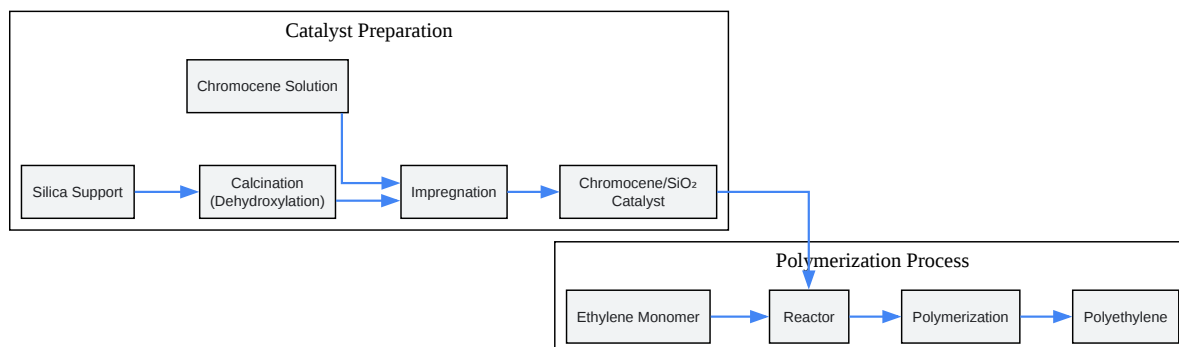 Catalyst Preparation
Chromocene Solution
Silica Support
Calcination
(Dehydroxylation)
Impregnation
Chromocene/SiO₂
Catalyst
Polymerization Process
Ethylene Monomer
Reactor
Polymerization
Polyethylene